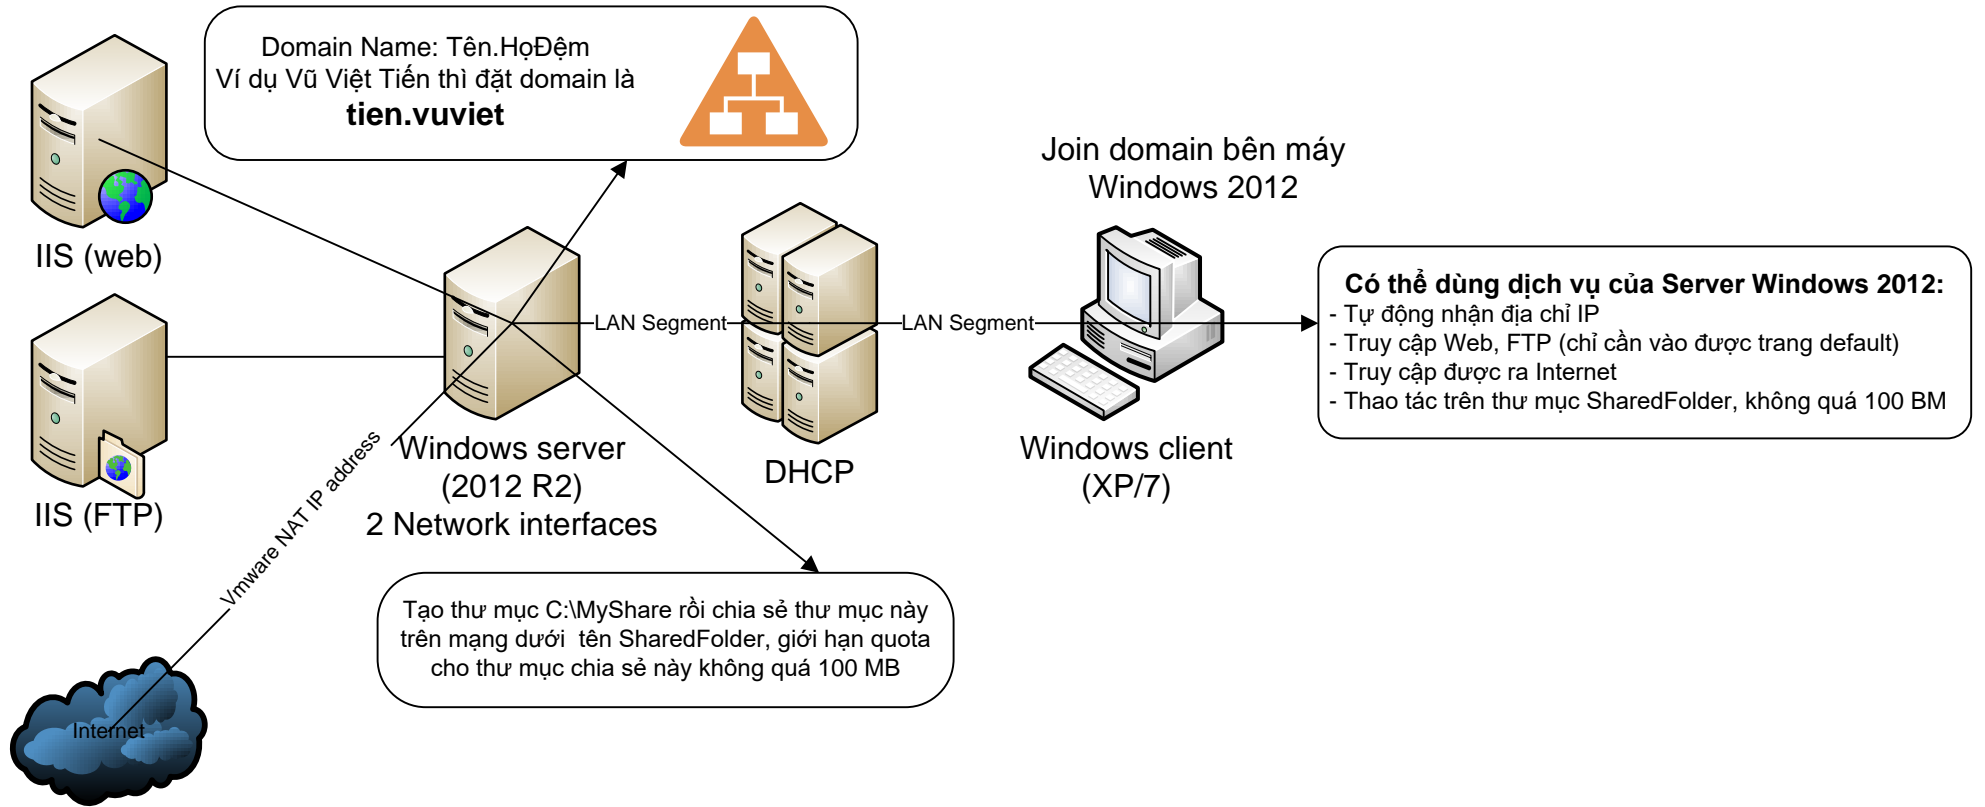 Domain Name: Tên.HọĐệm
Ví dụ Vũ Việt Tiến thì đặt domain là
tien.vuviet
IIS (web)
IIS (FTP)
Join domain bên máy
Windows 2012
LAN Segment
LAN Segment
Có thể dùng dịch vụ của Server Windows 2012:
- Tự động nhận địa chỉ IP
- Truy cập Web, FTP (chỉ cần vào được trang default)
- Truy cập được ra Internet
- Thao tác trên thư mục SharedFolder, không quá 100 BM
Windows server
(2012 R2)
2 Network interfaces
DHCP
Windows client
(XP/7)
Vmware NAT IP address
Tạo thư mục C:\MyShare rồi chia sẻ thư mục này
trên mạng dưới  tên SharedFolder, giới hạn quota
cho thư mục chia sẻ này không quá 100 MB
Internet